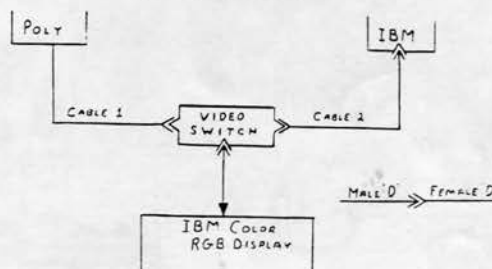 POLY
IBM
CABLE 1
VIDEO
SWITCH
CABLE 2
MALE 'D'
FEMALE 'D'
IBM COLOR
RGB DISPLAY